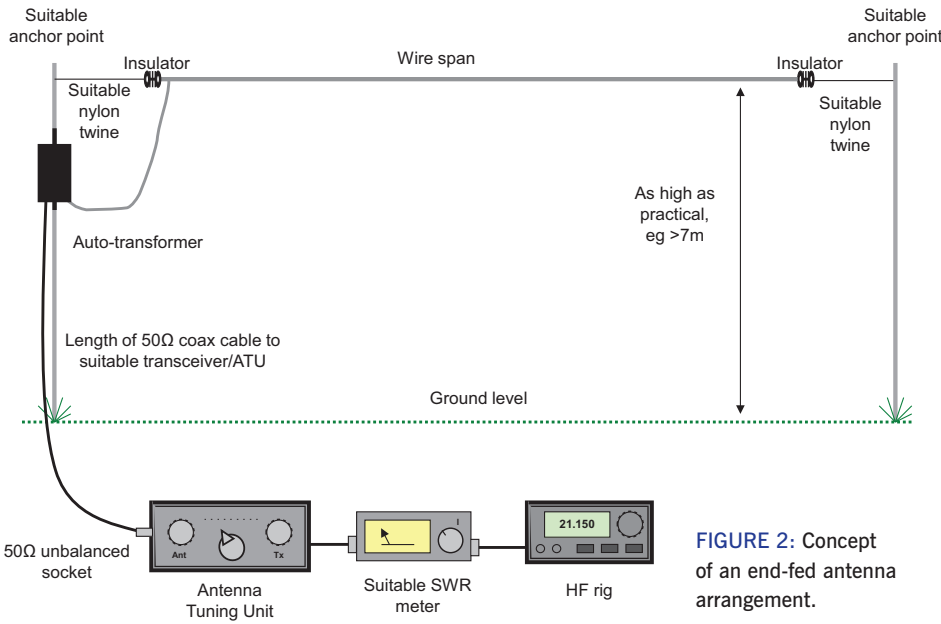 Suitable
anchor point
Suitable
anchor point
Insulator
Wire span
Insulator
Suitable
nylon
twine
Suitable
nylon
twine
As high as
practical,
eg >7m
Auto-transformer
Length of 50Ω coax cable to
suitable transceiver/ATU
Ground level
50Ω unbalanced
socket
Ant
Tx
Antenna
Tuning Unit
Suitable SWR
meter
21.150
HF rig
FIGURE 2: Concept
of an end-fed antenna
arrangement.